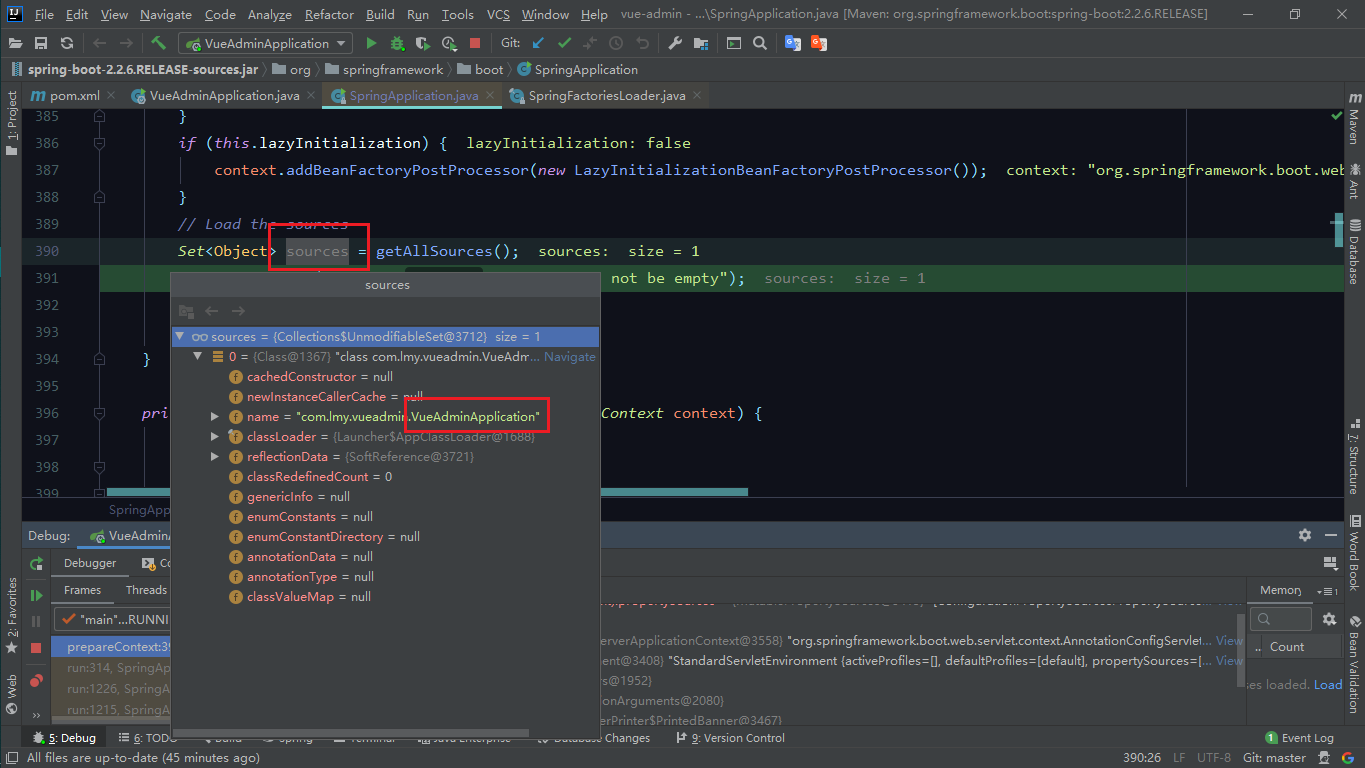 File Edit View Navigate Code Analyze Refactor Build Run Tools VCS Window Help vue-admin - ...\SpringApplication.java [Maven: org.springframework.boot:spring-boot:2.2.6.RELEASE]
VueAdminApplication Git:
spring-boot-2.2.6.RELEASE-sources.jar org springframework boot SpringApplication
pom.xml VueAdminApplication.java SpringApplication.java SpringFactoriesLoader.java
1: Project
385 }
386 if (this.lazyInitialization) { lazyInitialization: false
387 context.addBeanFactoryPostProcessor(new LazyInitializationBeanFactoryPostProcessor()); context: "org.springframework.boot.web
388 }
389 // Load the sources
390 Set<Object> sources = getAllSources(); sources: size = 1
391 not be empty"); sources: size = 1
392
393
394 }
395
396 pri Context context) {
397
398
399
sources
sources = {Collections$UnmodifiableSet@3712} size = 1
0 = {Class@1367} "class com.lmy.vueadmin.VueAdm... Navigate
cachedConstructor = null
newInstanceCallerCache = null
name = "com.lmy.vueadmin.VueAdminApplication"
classLoader = {Launcher$AppClassLoader@1688}
reflectionData = {SoftReference@3721}
classRedefinedCount = 0
genericInfo = null
enumConstants = null
enumConstantDirectory = null
annotationData = null
annotationType = null
classValueMap = null
Maven
Ant
Database
7: Structure
Word Book
Bean Validation
SpringApp
Debug: VueAdminA
Debugger Co
Frames Threads
"main"...RUNNI
prepareContext:39
run:314, SpringApp
run:1226, SpringA
run:1215, SpringA
2: Favorites
Web
erverApplicationContext@3558} "org.springframework.boot.web.servlet.context.AnnotationConfigServlet... View
ent@3408} "StandardServletEnvironment {activeProfiles=[], defaultProfiles=[default], propertySources=[... View
rs@1952}
ionArguments@2080}
erPrinter$PrintedBanner@3467}
Memory
.. Count
ses loaded. Load
5: Debug 6: TODO Build Spring Terminal Java Enterprise Database Changes 9: Version Control 1 Event Log
All files are up-to-date (45 minutes ago) 390:26 LF UTF-8 Git: master